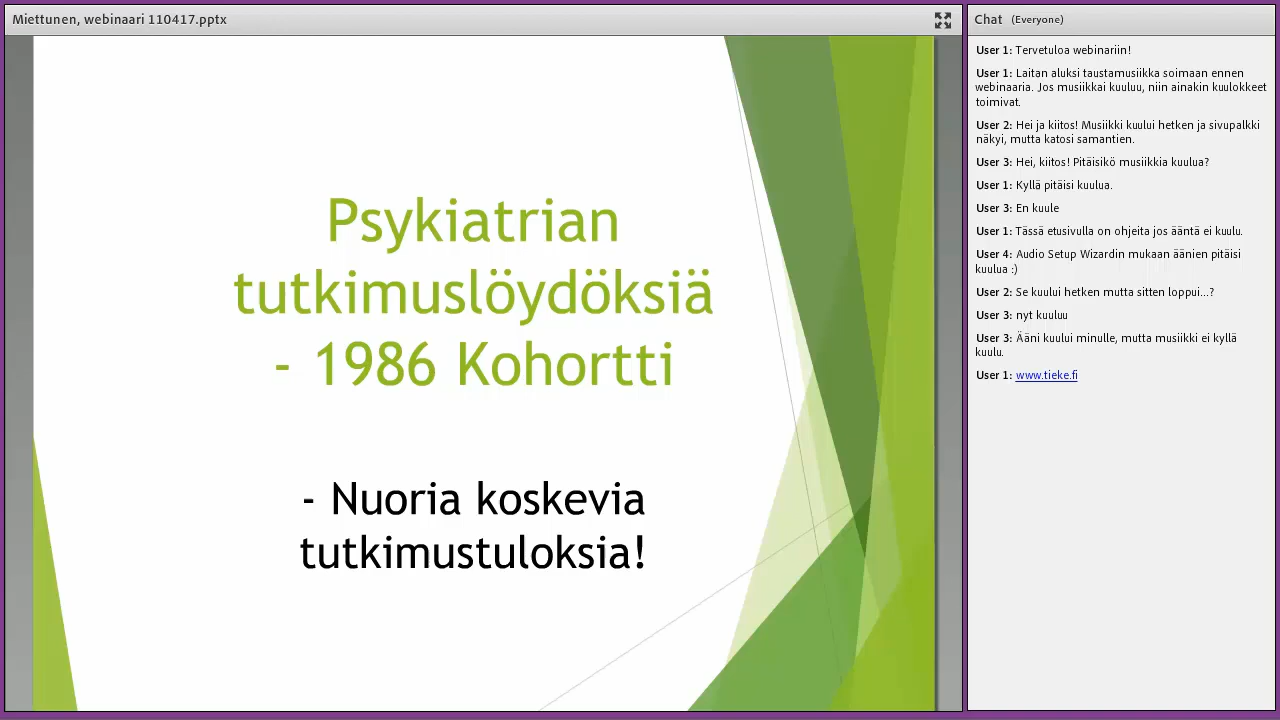 Miettunen, webinaari 110417.pptx
Psykiatrian
tutkimuslöydöksiä
- 1986 Kohortti
- Nuoria koskevia
tutkimustuloksia!
Chat (Everyone)
User 1: Tervetuloa webinariin!
User 1: Laitan aluksi taustamusiikka soimaan ennen
webinaaria. Jos musiikkai kuuluu, niin ainakin kuulokkeet
toimivat.
User 2: Hei ja kiitos! Musiikki kuului hetken ja sivupalkki
näkyi, mutta katosi samantien.
User 3: Hei, kiitos! Pitäisikö musiikkia kuulua?
User 1: Kyllä pitäisi kuulua.
User 3: En kuule
User 1: Tässä etusivulla on ohjeita jos ääntä ei kuulu.
User 4: Audio Setup Wizardin mukaan äänien pitäisi
kuulua :)
User 2: Se kuului hetken mutta sitten loppui...?
User 3: nyt kuuluu
User 3: Ääni kuului minulle, mutta musiikki ei kyllä
kuulu.
User 1: www.tieke.fi